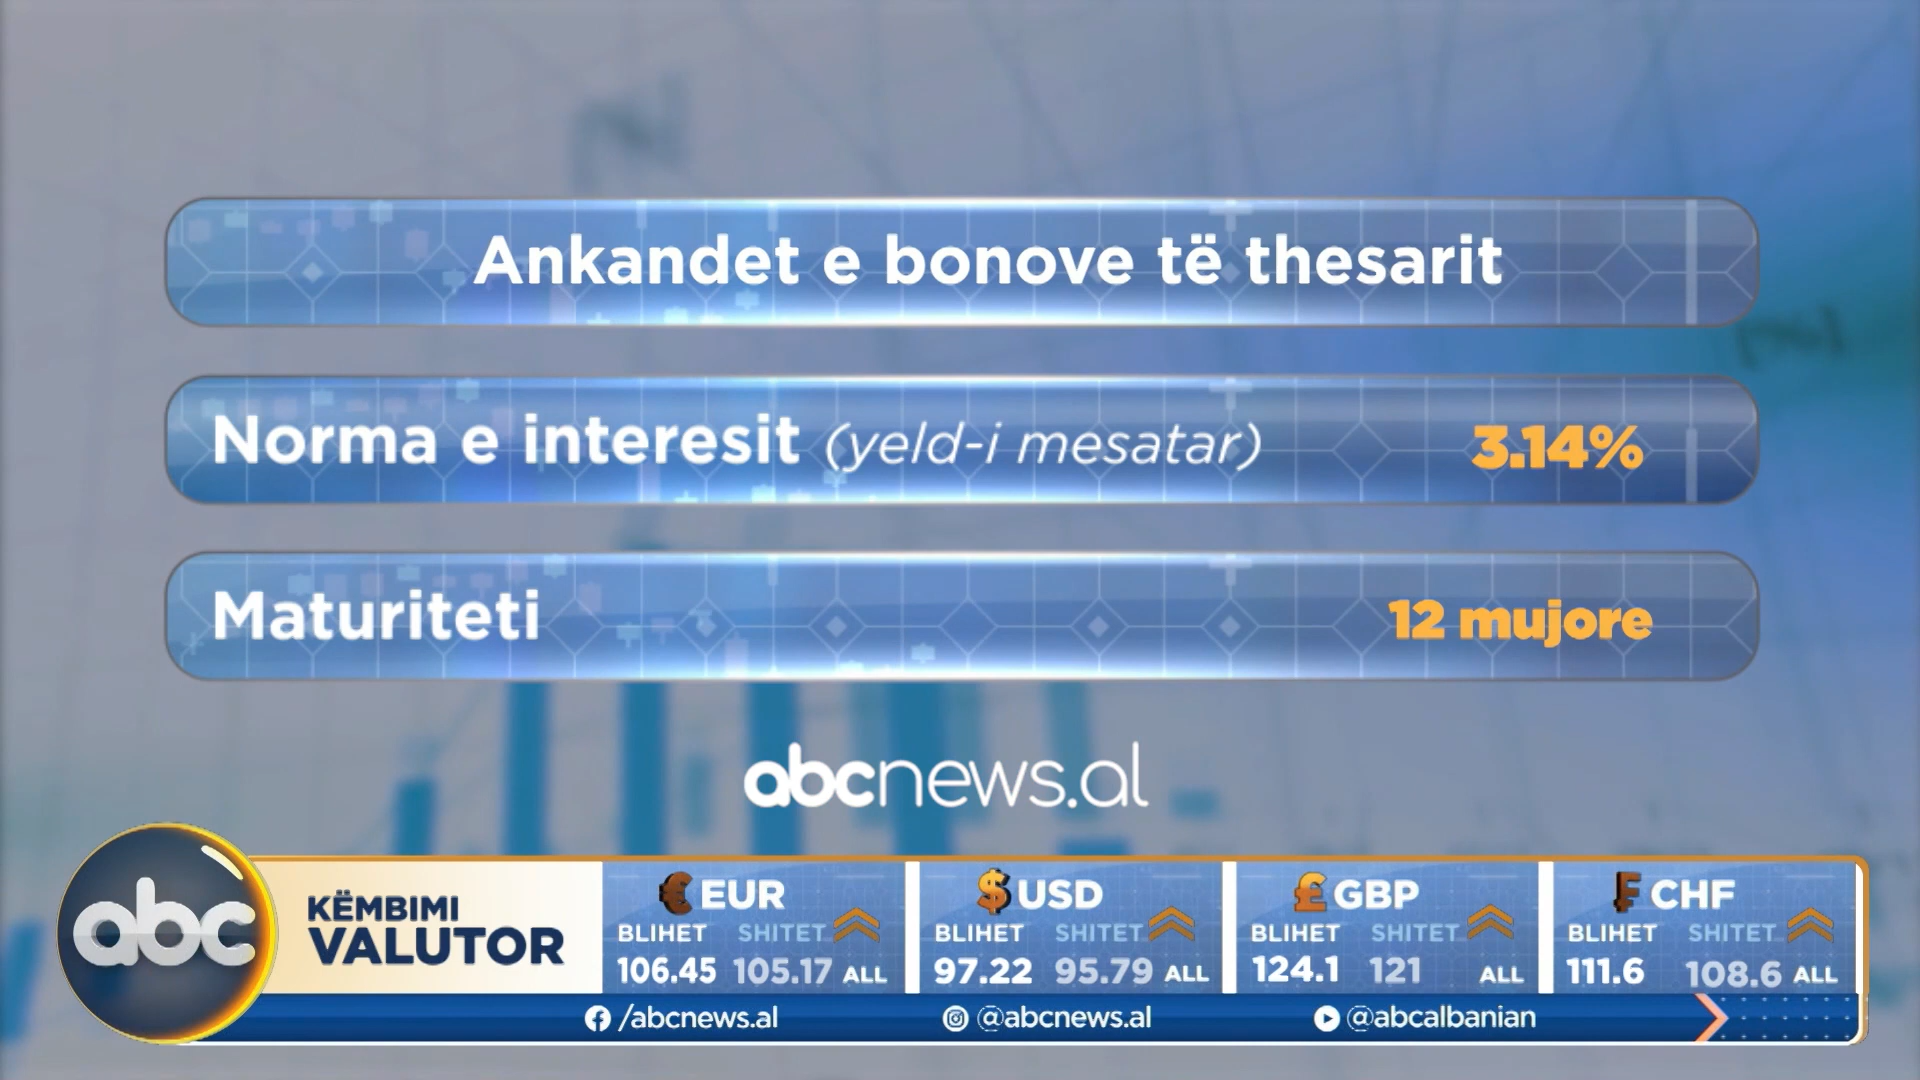 Ankandet e bonove të thesarit
Norma e interesit (yeld-i mesatar) 3.14%
Maturiteti 12 mujore
abcnews.al
abc
KËMBIMI
VALUTOR
€ EUR
BLIHET SHITET
106.45 105.17 ALL
$ USD
BLIHET SHITET
97.22 95.79 ALL
£ GBP
BLIHET SHITET
124.1 121 ALL
₣ CHF
BLIHET SHITET
111.6 108.6 ALL
/abcnews.al @abcnews.al @abcalbanian